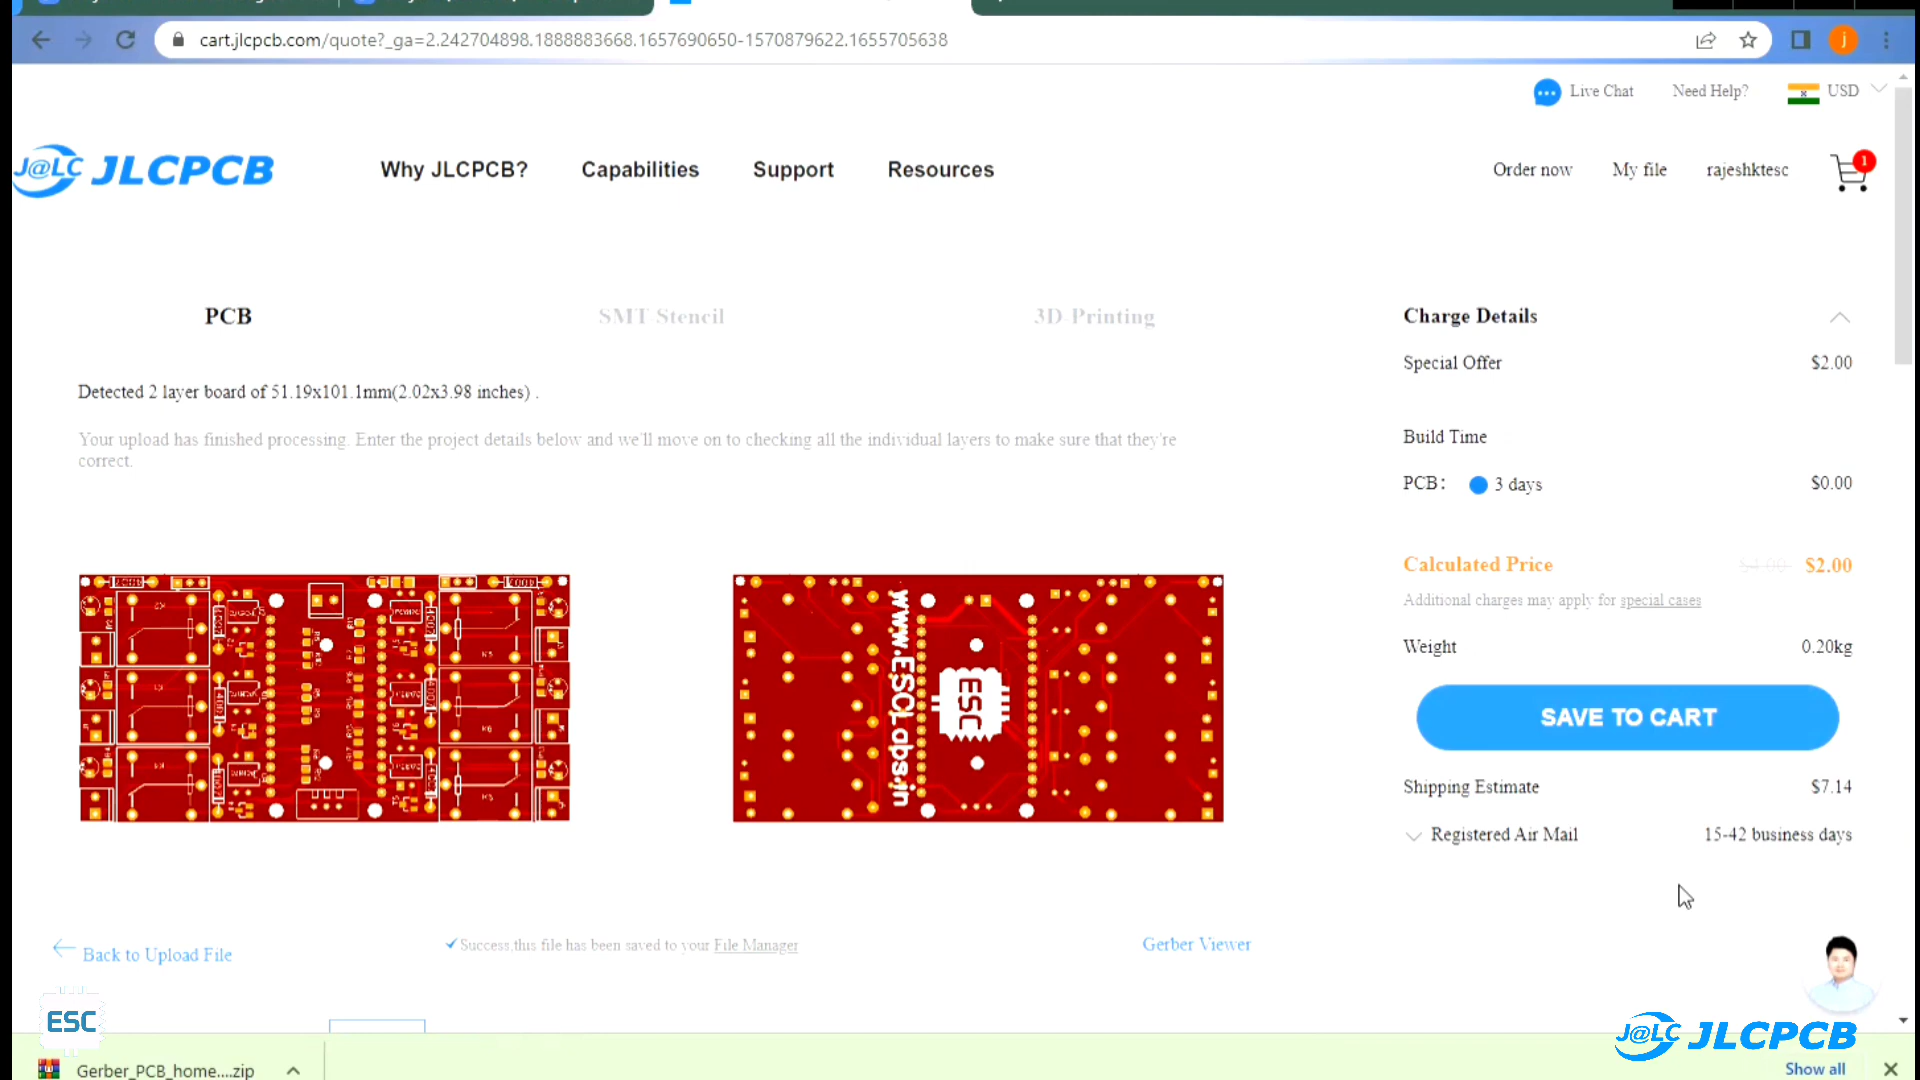 cart.jlcpcb.com/quote?_ga=2.242704898.1888883668.1657690650-1570879622.1655705638
j
Live Chat
Need Help?
USD
J@LC JLCPCB
Why JLCPCB?
Capabilities
Support
Resources
Order now
My file
rajeshktesc
1
PCB
SMT Stencil
3D-Printing
Charge Details
Special Offer
$2.00
Detected 2 layer board of 51.19x101.1mm(2.02x3.98 inches) .
Your upload has finished processing. Enter the project details below and we'll move on to checking all the individual layers to make sure that they're
correct.
Build Time
PCB:
3 days
$0.00
Calculated Price
$4.00
$2.00
Additional charges may apply for special cases
Weight
0.20kg
SAVE TO CART
www.ESCLabs.in
ESC
Shipping Estimate
$7.14
Registered Air Mail
15-42 business days
Back to Upload File
Success,this file has been saved to your File Manager
Gerber Viewer
ESC
J@LC JLCPCB
Gerber_PCB_home....zip
Show all